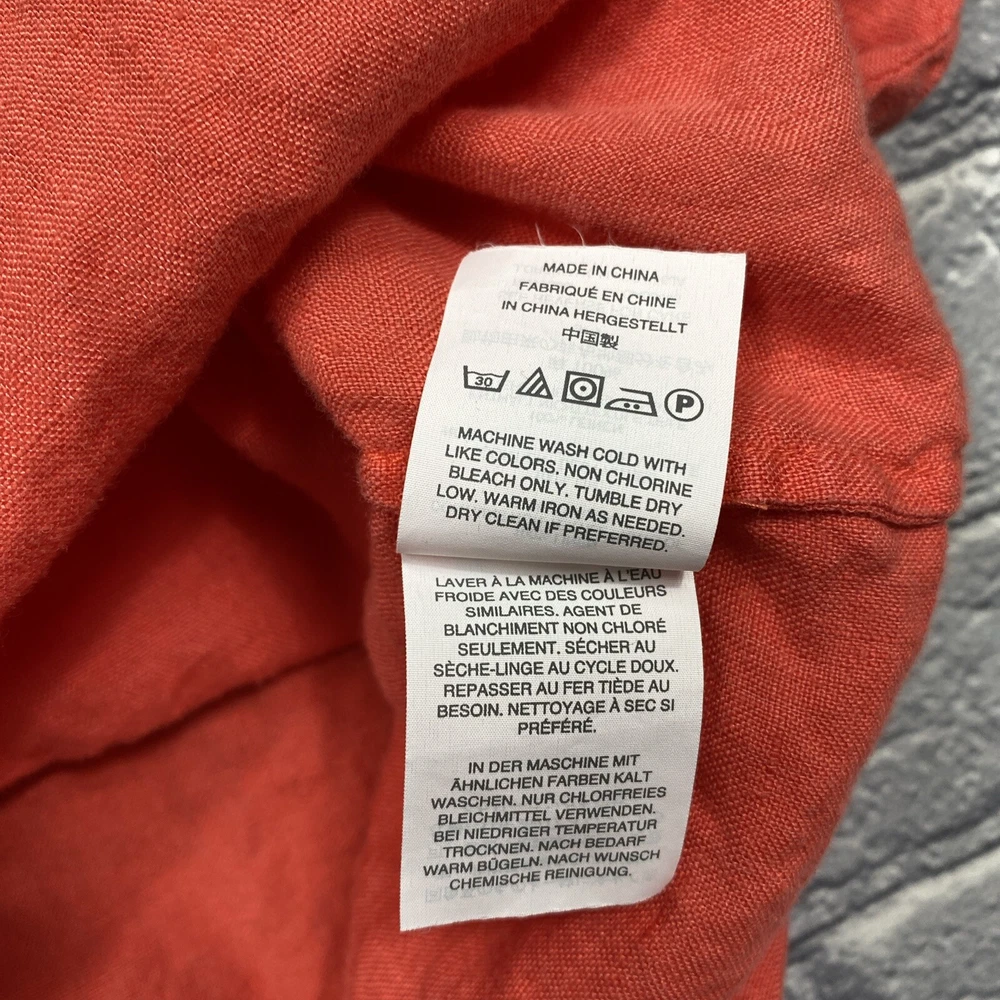 MADE IN CHINA
FABRIQUÉ EN CHINE
IN CHINA HERGESTELLT
中国製
30 P
MACHINE WASH COLD WITH
LIKE COLORS. NON CHLORINE
BLEACH ONLY. TUMBLE DRY
LOW. WARM IRON AS NEEDED.
DRY CLEAN IF PREFERRED.
LAVER À LA MACHINE À L'EAU
FROIDE AVEC DES COULEURS
SIMILAIRES. AGENT DE
BLANCHIMENT NON CHLORÉ
SEULEMENT. SÉCHER AU
SÈCHE-LINGE AU CYCLE DOUX.
REPASSER AU FER TIÈDE AU
BESOIN. NETTOYAGE À SEC SI
PRÉFÉRÉ.
IN DER MASCHINE MIT
ÄHNLICHEN FARBEN KALT
WASCHEN. NUR CHLORFREIES
BLEICHMITTEL VERWENDEN.
BEI NIEDRIGER TEMPERATUR
TROCKNEN. NACH BEDARF
WARM BÜGELN. NACH WUNSCH
CHEMISCHE REINIGUNG.